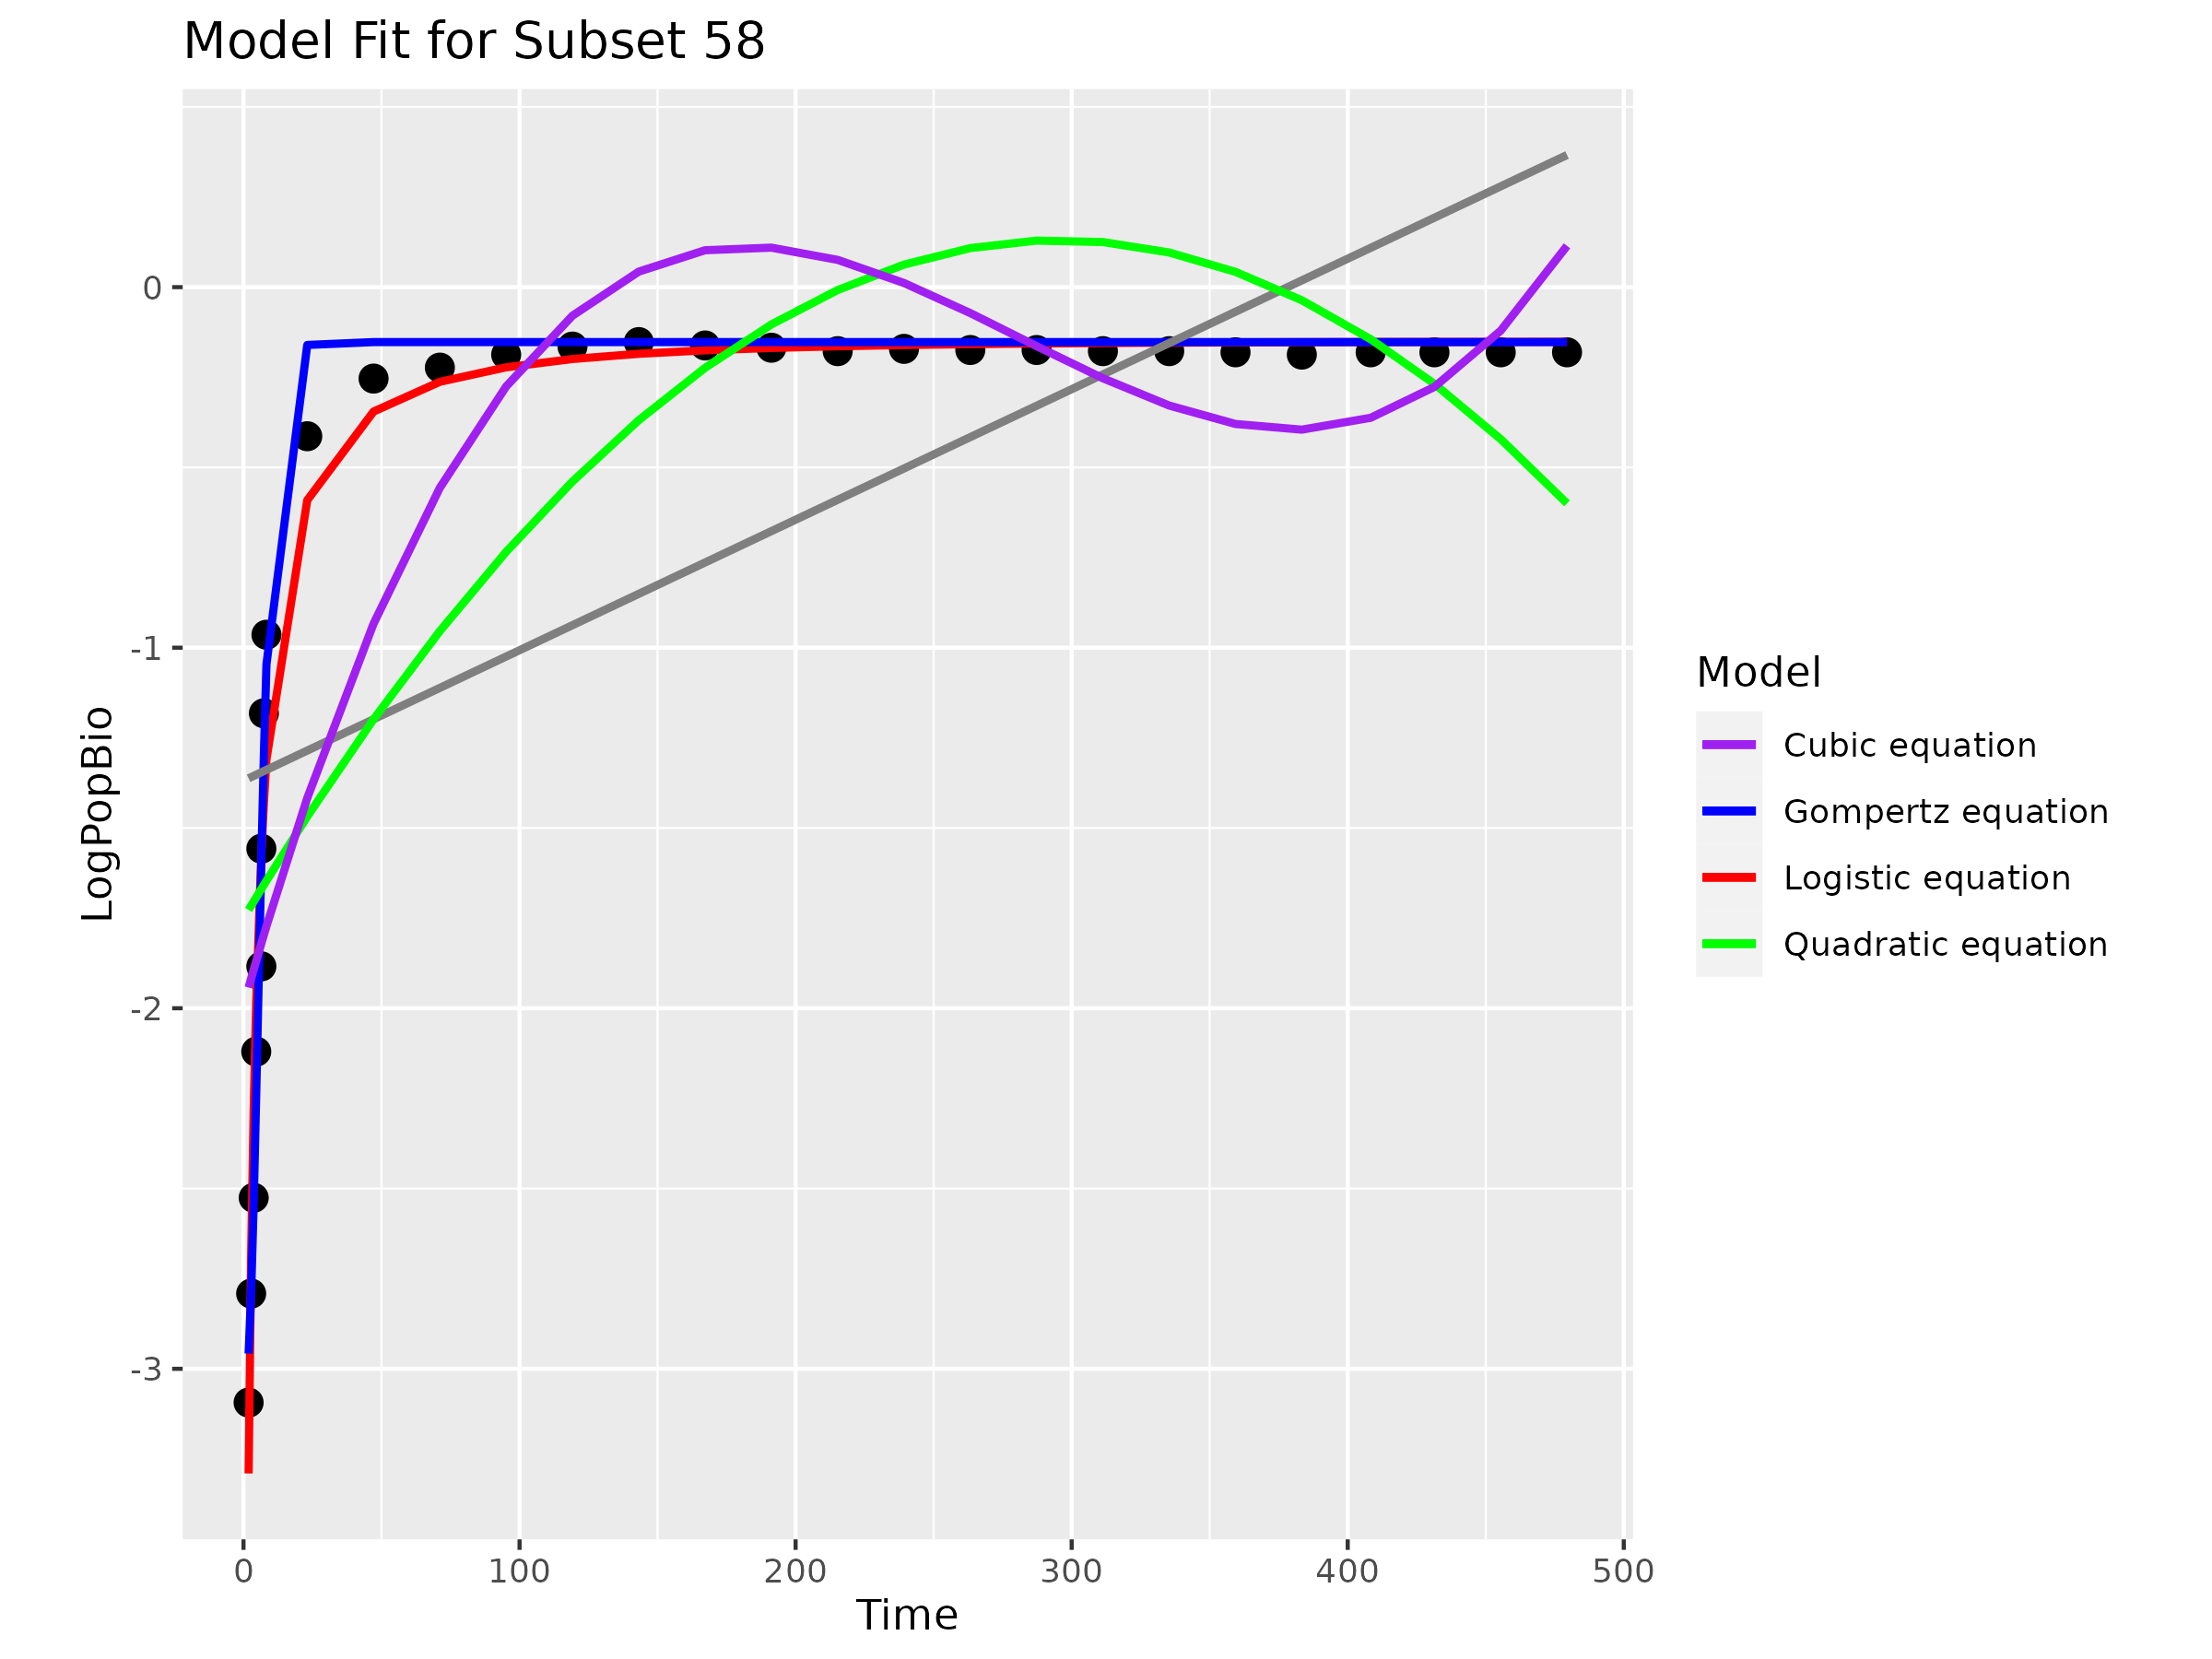 Model Fit for Subset 58
0
-1
-2
-3
LogPopBio
0 100 200 300 400 500
Time
Model
Cubic equation
Gompertz equation
Logistic equation
Quadratic equation